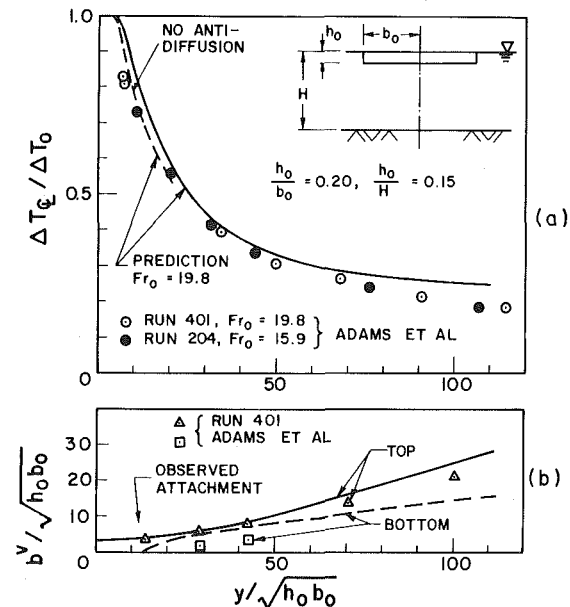 1.0
NO ANTI-
DIFFUSION
h₀
b₀
H
ΔT℄ / ΔT₀
0.5
h₀/b₀ = 0.20, h₀/H = 0.15
(a)
PREDICTION
Fr₀ = 19.8
⊙ RUN 401, Fr₀ = 19.8
● RUN 204, Fr₀ = 15.9
} ADAMS ET AL
0.0
50
100
bᵛ/√h₀b₀
30
20
10
0
△ { RUN 401
⊡ ADAMS ET AL
OBSERVED
ATTACHMENT
TOP
(b)
BOTTOM
50
100
y/√h₀b₀